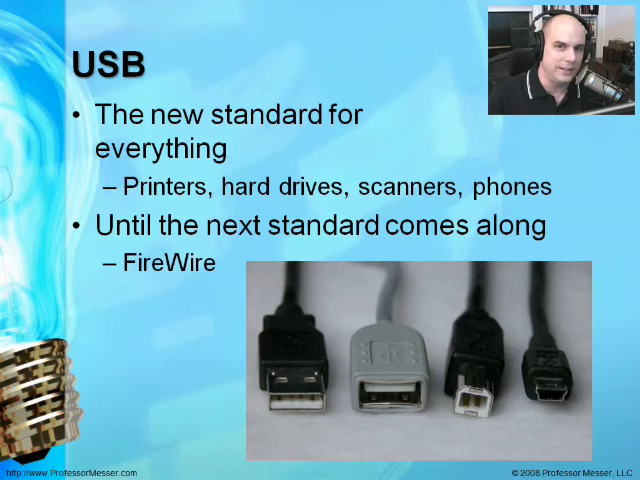 USB
• The new standard for
everything
– Printers, hard drives, scanners, phones
• Until the next standard comes along
– FireWire
http://www.ProfessorMesser.com
© 2008 Professor Messer, LLC